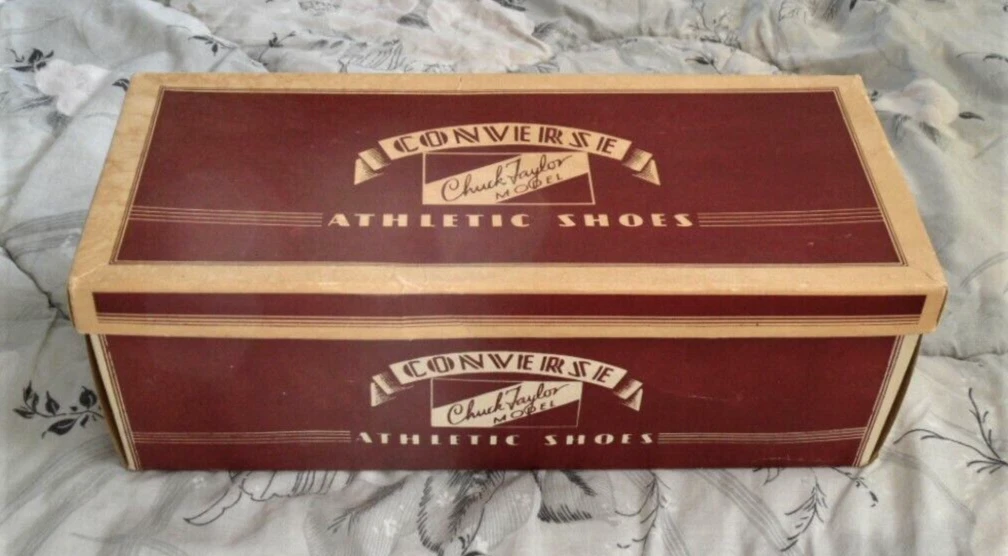 CONVERSE
Chuck Taylor
MODEL
ATHLETIC SHOES
CONVERSE
Chuck Taylor
MODEL
ATHLETIC SHOES